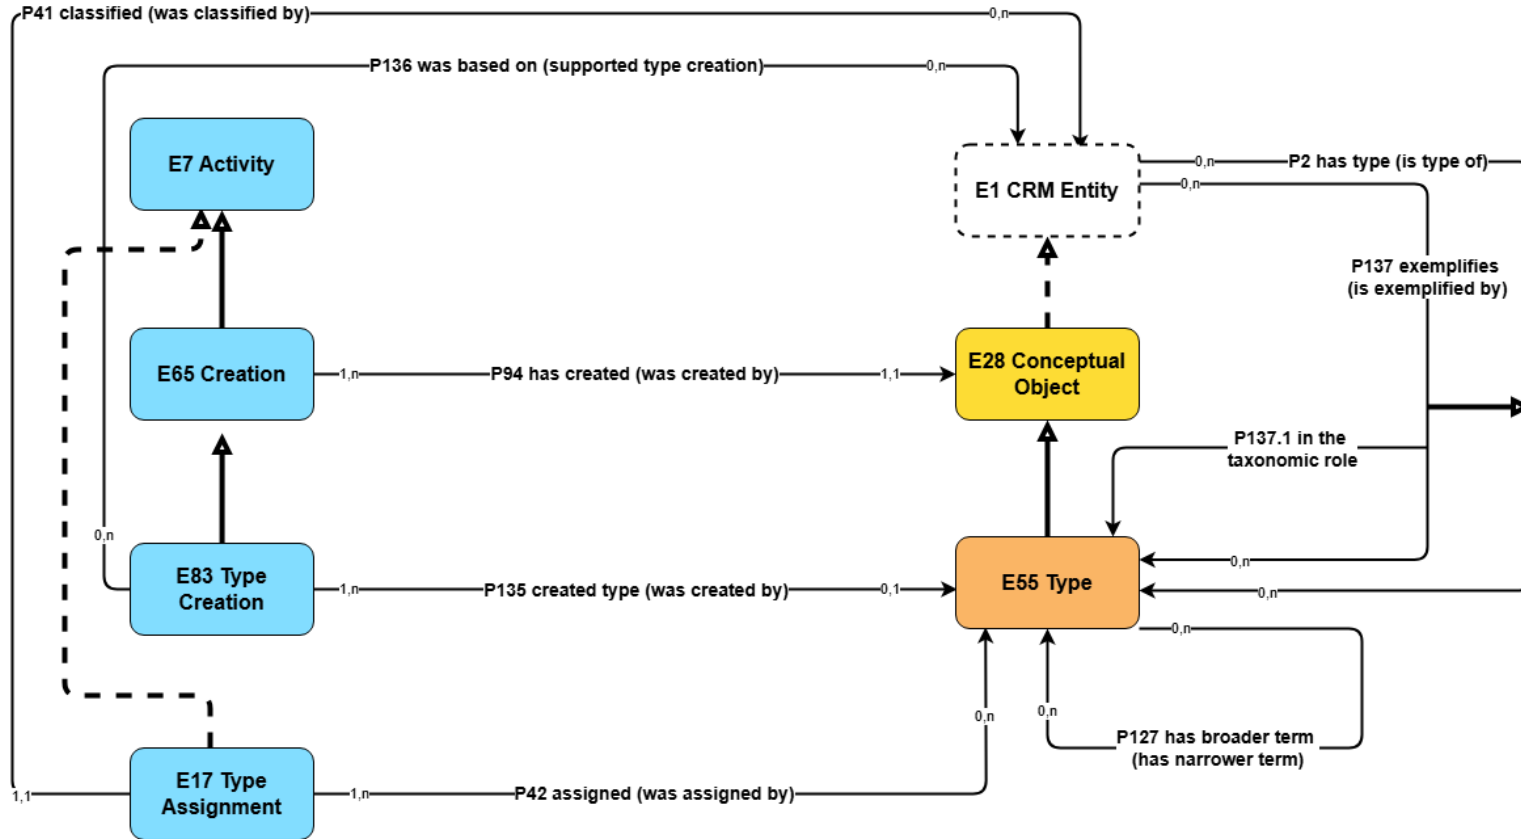 P41 classified (was classified by)
0,n
P136 was based on (supported type creation)
0,n
E7 Activity
E1 CRM Entity
0,n
P2 has type (is type of)
0,n
P137 exemplifies
(is exemplified by)
E65 Creation
1,n
P94 has created (was created by)
1,1
E28 Conceptual
Object
P137.1 in the
taxonomic role
0,n
E83 Type
Creation
1,n
P135 created type (was created by)
0,1
E55 Type
0,n
0,n
0,n
0,n
0,n
P127 has broader term
(has narrower term)
1,1
E17 Type
Assignment
1,n
P42 assigned (was assigned by)